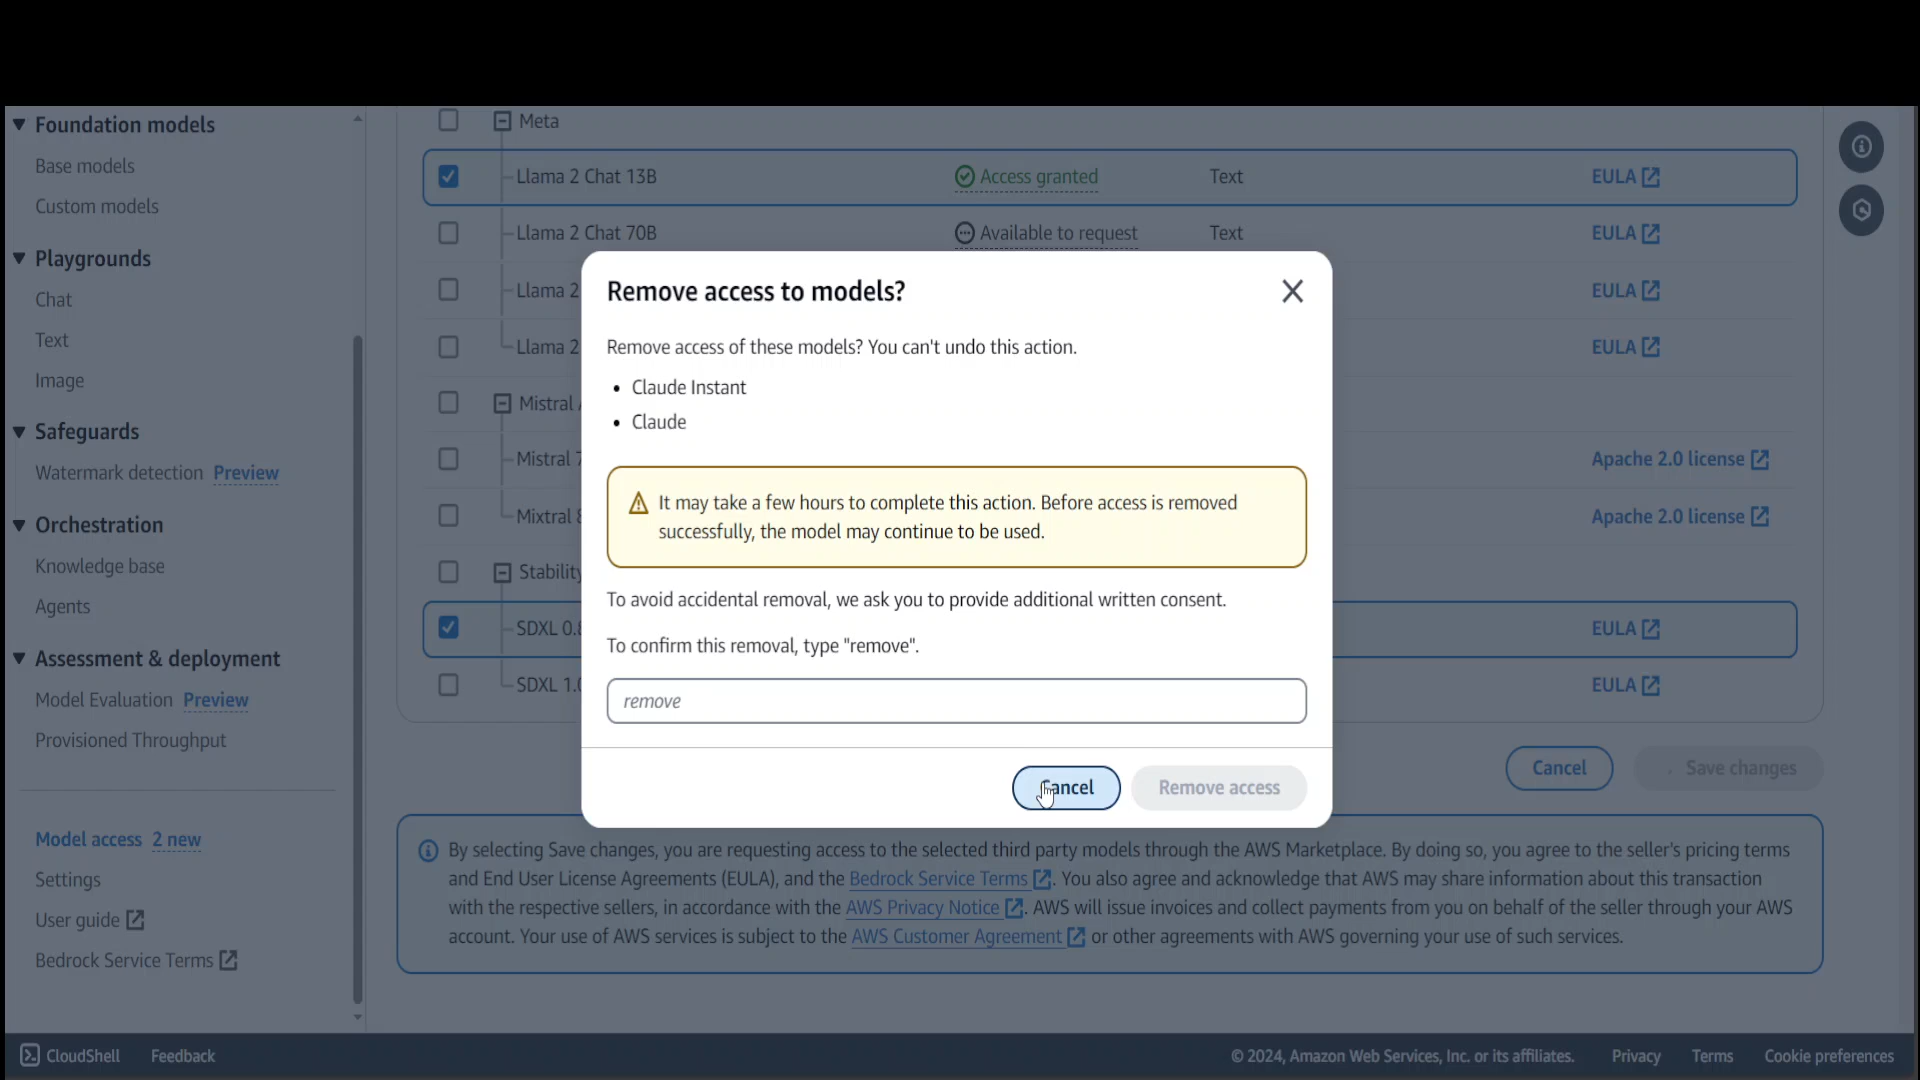 Foundation models
Base models
Custom models
Playgrounds
Chat
Text
Image
Safeguards
Watermark detection Preview
Orchestration
Knowledge base
Agents
Assessment & deployment
Model Evaluation Preview
Provisioned Throughput
Model access 2 new
Settings
User guide
Bedrock Service Terms
Meta
Llama 2 Chat 13B Access granted Text EULA
Llama 2 Chat 70B Available to request Text EULA
Llama 2 EULA
Llama 2 EULA
Mistral
Mistral Apache 2.0 license
Mixtral Apache 2.0 license
Stability
SDXL EULA
SDXL EULA
Cancel Save changes
Remove access to models?
Remove access of these models? You can't undo this action.
• Claude Instant
• Claude
It may take a few hours to complete this action. Before access is removed
successfully, the model may continue to be used.
To avoid accidental removal, we ask you to provide additional written consent.
To confirm this removal, type "remove".
remove
Cancel Remove access
By selecting Save changes, you are requesting access to the selected third party models through the AWS Marketplace. By doing so, you agree to the seller's pricing terms
and End User License Agreements (EULA), and the Bedrock Service Terms. You also agree and acknowledge that AWS may share information about this transaction
with the respective sellers, in accordance with the AWS Privacy Notice. AWS will issue invoices and collect payments from you on behalf of the seller through your AWS
account. Your use of AWS services is subject to the AWS Customer Agreement or other agreements with AWS governing your use of such services.
CloudShell Feedback © 2024, Amazon Web Services, Inc. or its affiliates. Privacy Terms Cookie preferences